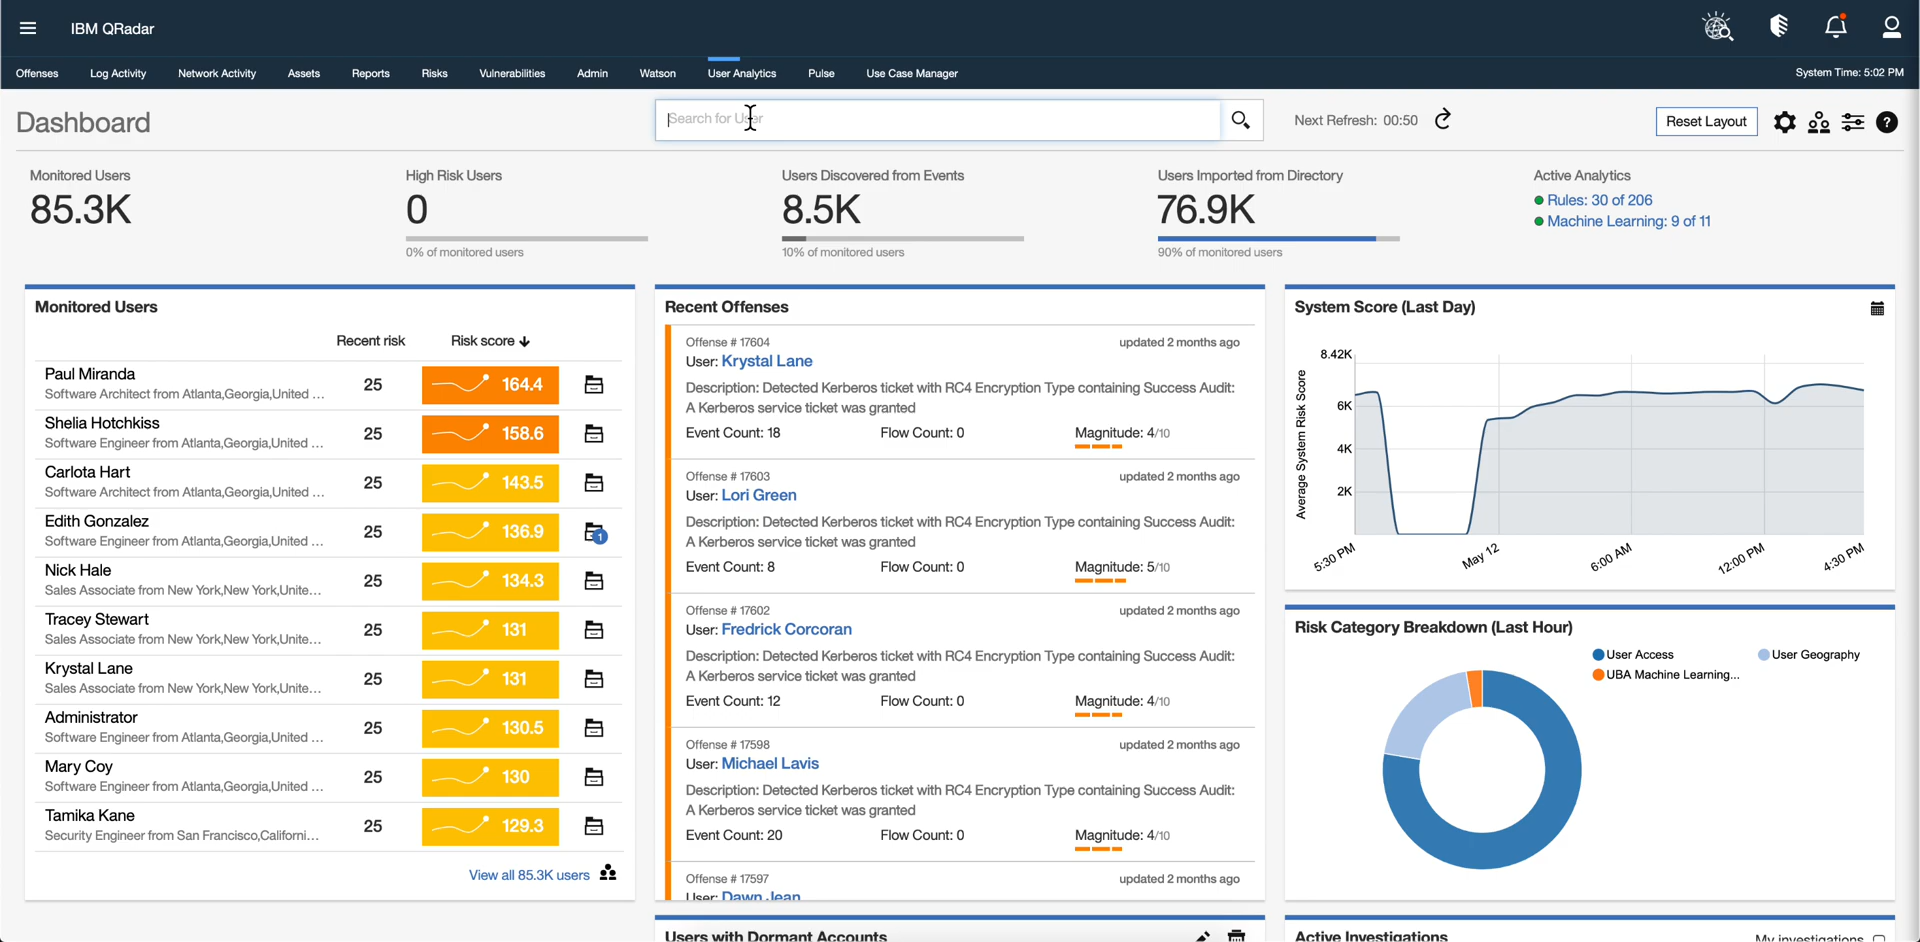 IBM QRadar
Offenses Log Activity Network Activity Assets Reports Risks Vulnerabilities Admin Watson User Analytics Pulse Use Case Manager System Time: 5:02 PM
Dashboard
Search for User
Next Refresh: 00:50
Reset Layout
Monitored Users
85.3K
High Risk Users
0
0% of monitored users
Users Discovered from Events
8.5K
10% of monitored users
Users Imported from Directory
76.9K
90% of monitored users
Active Analytics
Rules: 30 of 206
Machine Learning: 9 of 11
Monitored Users
Recent risk Risk score
Paul Miranda
Software Architect from Atlanta,Georgia,United ...
25 164.4
Shelia Hotchkiss
Software Engineer from Atlanta,Georgia,United ...
25 158.6
Carlota Hart
Software Architect from Atlanta,Georgia,United ...
25 143.5
Edith Gonzalez
Software Engineer from Atlanta,Georgia,United ...
25 136.9 1
Nick Hale
Sales Associate from New York,New York,Unite...
25 134.3
Tracey Stewart
Sales Associate from New York,New York,Unite...
25 131
Krystal Lane
Sales Associate from New York,New York,Unite...
25 131
Administrator
Software Engineer from Atlanta,Georgia,United ...
25 130.5
Mary Coy
Software Engineer from Atlanta,Georgia,United ...
25 130
Tamika Kane
Security Engineer from San Francisco,Californi...
25 129.3
View all 85.3K users
Recent Offenses
Offense # 17604 updated 2 months ago
User: Krystal Lane
Description: Detected Kerberos ticket with RC4 Encryption Type containing Success Audit:
A Kerberos service ticket was granted
Event Count: 18 Flow Count: 0 Magnitude: 4/10
Offense # 17603 updated 2 months ago
User: Lori Green
Description: Detected Kerberos ticket with RC4 Encryption Type containing Success Audit:
A Kerberos service ticket was granted
Event Count: 8 Flow Count: 0 Magnitude: 5/10
Offense # 17602 updated 2 months ago
User: Fredrick Corcoran
Description: Detected Kerberos ticket with RC4 Encryption Type containing Success Audit:
A Kerberos service ticket was granted
Event Count: 12 Flow Count: 0 Magnitude: 4/10
Offense # 17598 updated 2 months ago
User: Michael Lavis
Description: Detected Kerberos ticket with RC4 Encryption Type containing Success Audit:
A Kerberos service ticket was granted
Event Count: 20 Flow Count: 0 Magnitude: 4/10
Offense # 17597 updated 2 months ago
User: Dawn Jean
Users with Dormant Accounts
System Score (Last Day)
Average System Risk Score
8.42K
6K
4K
2K
5:30 PM May 12 6:00 AM 12:00 PM 4:30 PM
Risk Category Breakdown (Last Hour)
User Access User Geography
UBA Machine Learning...
Active Investigations My investigations